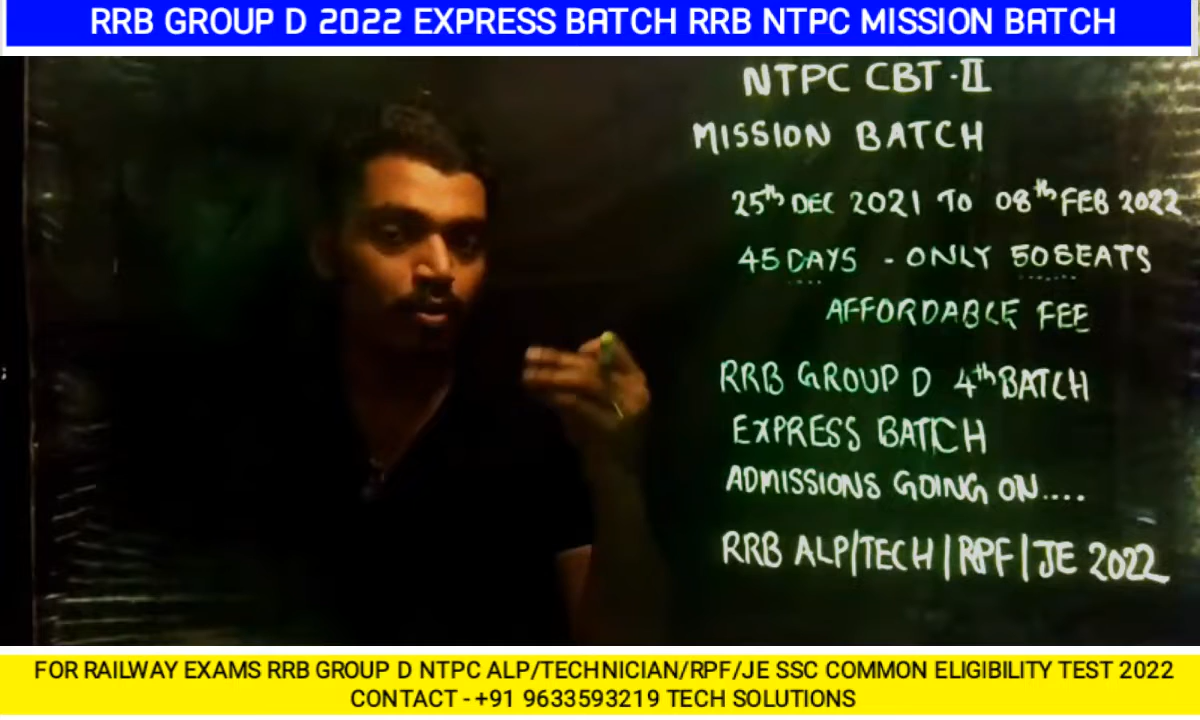 RRB GROUP D 2022 EXPRESS BATCH RRB NTPC MISSION BATCH
NTPC CBT-II
MISSION BATCH
25th DEC 2021 TO 08th FEB 2022
45 DAYS - ONLY 50 SEATS
AFFORDABLE FEE
RRB GROUP D 4th BATCH
EXPRESS BATCH
ADMISSIONS GOING ON....
RRB ALP/TECH/RPF/JE 2022
FOR RAILWAY EXAMS RRB GROUP D NTPC ALP/TECHNICIAN/RPF/JE SSC COMMON ELIGIBILITY TEST 2022
CONTACT - +91 9633593219 TECH SOLUTIONS